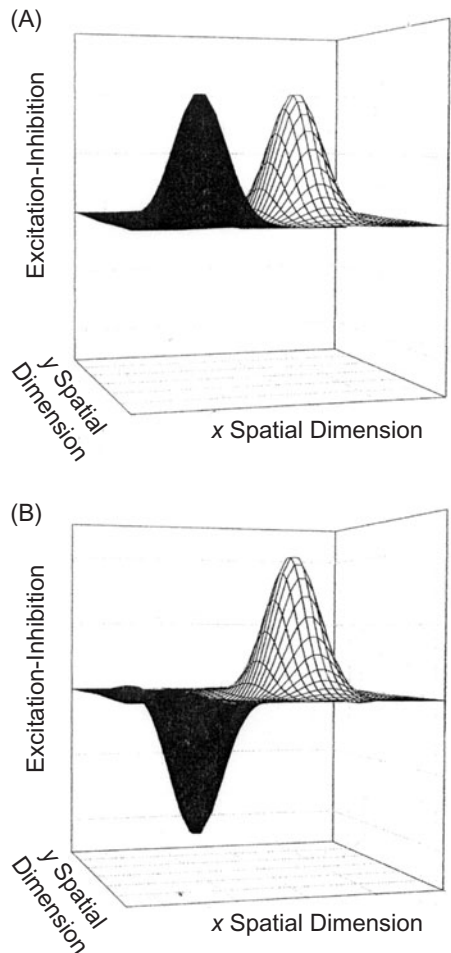 (A)
Excitation-Inhibition
y Spatial
Dimension
x Spatial Dimension
(B)
Excitation-Inhibition
y Spatial
Dimension
x Spatial Dimension